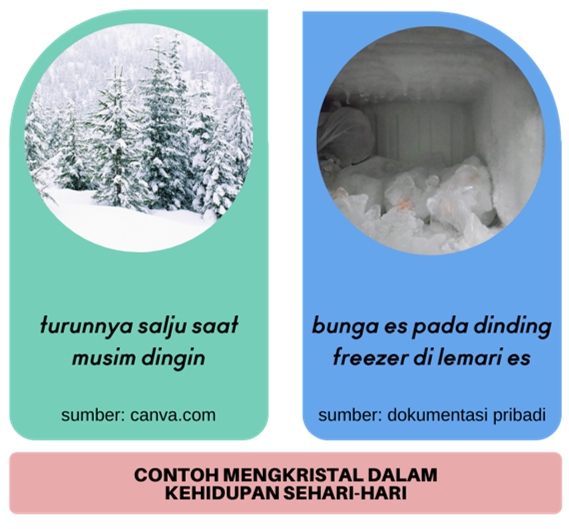 turunnya salju saat
musim dingin
sumber: canva.com
bunga es pada dinding
freezer di lemari es
sumber: dokumentasi pribadi
CONTOH MENGKRISTAL DALAM
KEHIDUPAN SEHARI-HARI